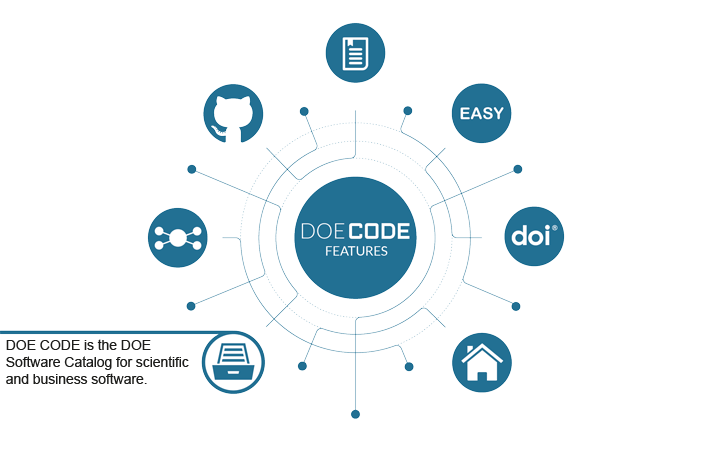 EASY
DOE CODE
FEATURES
doi®
DOE CODE is the DOE
Software Catalog for scientific
and business software.